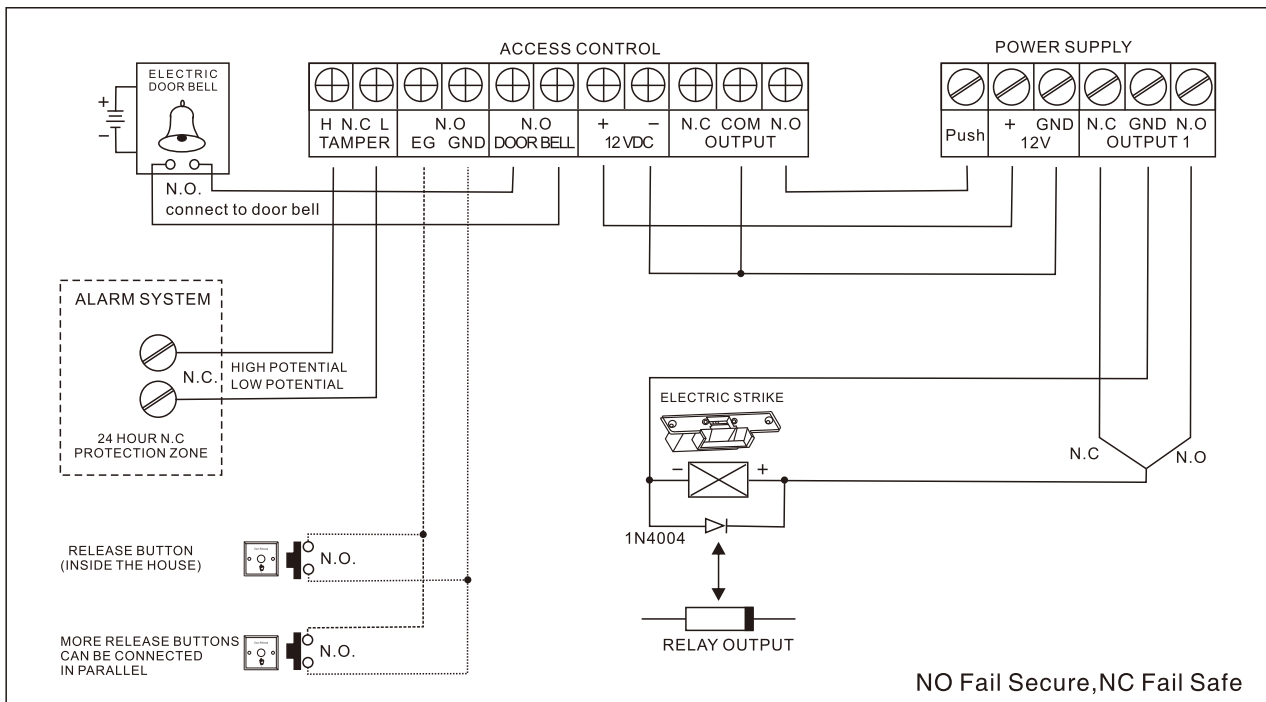 ACCESS CONTROL
POWER SUPPLY
ELECTRIC
DOOR BELL
+
−
N.O.
connect to door bell
H N.C L
TAMPER
N.O
EG GND
N.O
DOOR BELL
+ −
12 VDC
N.C COM N.O
OUTPUT
Push
+ GND
12V
N.C GND N.O
OUTPUT 1
ALARM SYSTEM
N.C.
HIGH POTENTIAL
LOW POTENTIAL
24 HOUR N.C
PROTECTION ZONE
ELECTRIC STRIKE
− +
1N4004
N.C
N.O
RELAY OUTPUT
RELEASE BUTTON
(INSIDE THE HOUSE)
N.O.
MORE RELEASE BUTTONS
CAN BE CONNECTED
IN PARALLEL
N.O.
NO Fail Secure,NC Fail Safe